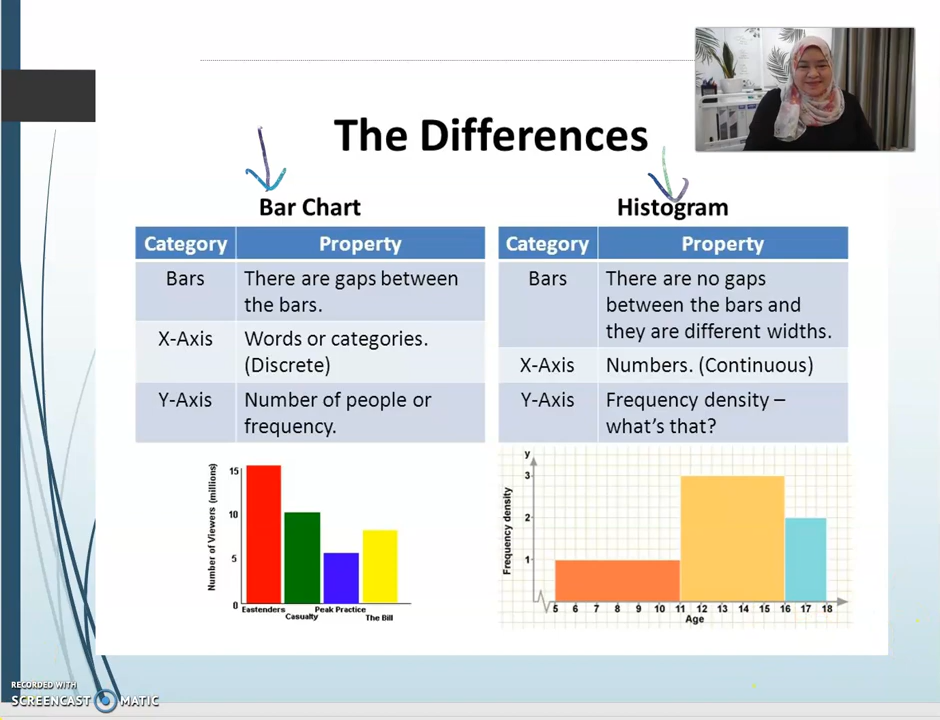 The Differences
Bar Chart
Category Property
Bars There are gaps between
the bars.
X-Axis Words or categories.
(Discrete)
Y-Axis Number of people or
frequency.
Histogram
Category Property
Bars There are no gaps
between the bars and
they are different widths.
X-Axis Numbers. (Continuous)
Y-Axis Frequency density –
what's that?
Number of Viewers (millions)
15
10
5
0
Eastenders Peak Practice
Casualty The Bill
y
Frequency density
3
2
1
5 6 7 8 9 10 11 12 13 14 15 16 17 18
Age
RECORDED WITH
SCREENCAST MATIC